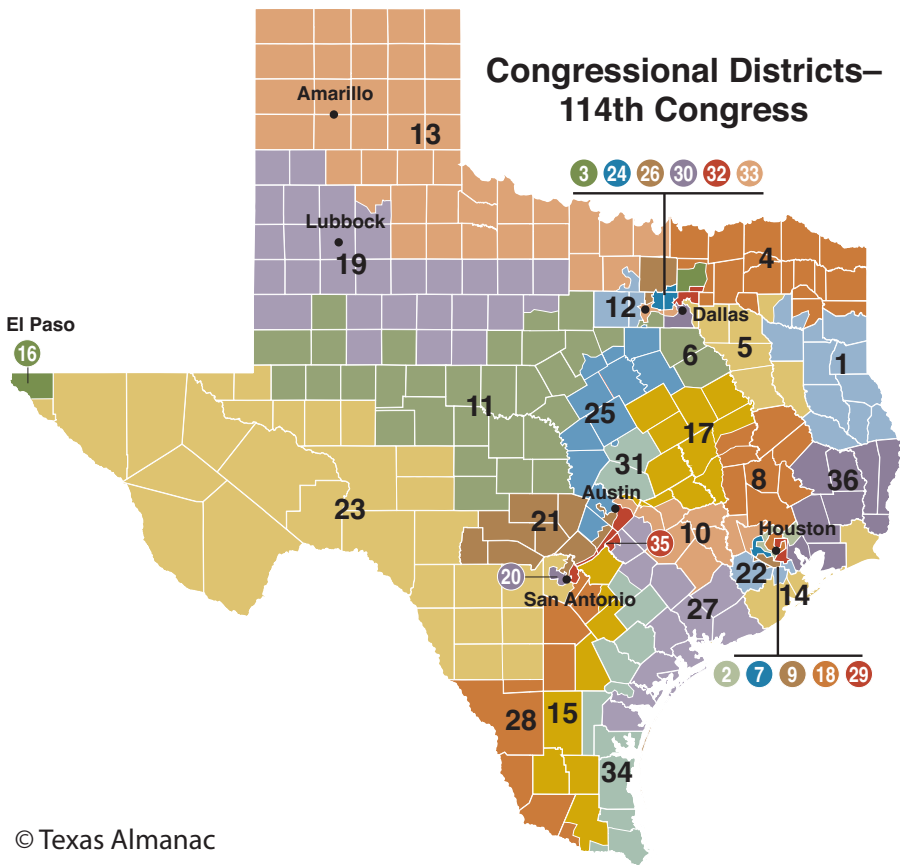 Congressional Districts–
114th Congress
Amarillo
13
3 24 26 30 32 33
Lubbock
19
4
12
Dallas
El Paso
16
6
5
1
11
25
17
31
8
36
Austin
23
21
10
Houston
35
20
22
San Antonio
14
27
2 7 9 18 29
28
15
34
© Texas Almanac